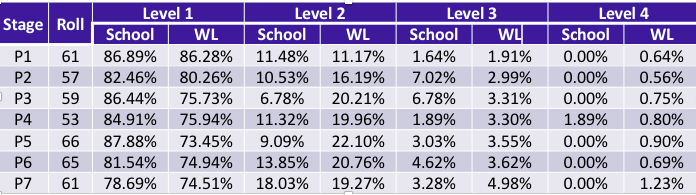 Stage Roll Level 1 Level 2 Level 3 Level 4
School WL School WL School WL School WL
P1 61 86.89% 86.28% 11.48% 11.17% 1.64% 1.91% 0.00% 0.64%
P2 57 82.46% 80.26% 10.53% 16.19% 7.02% 2.99% 0.00% 0.56%
P3 59 86.44% 75.73% 6.78% 20.21% 6.78% 3.31% 0.00% 0.75%
P4 53 84.91% 75.94% 11.32% 19.96% 1.89% 3.30% 1.89% 0.80%
P5 66 87.88% 73.45% 9.09% 22.10% 3.03% 3.55% 0.00% 0.90%
P6 65 81.54% 74.94% 13.85% 20.76% 4.62% 3.62% 0.00% 0.69%
P7 61 78.69% 74.51% 18.03% 19.27% 3.28% 4.98% 0.00% 1.23%